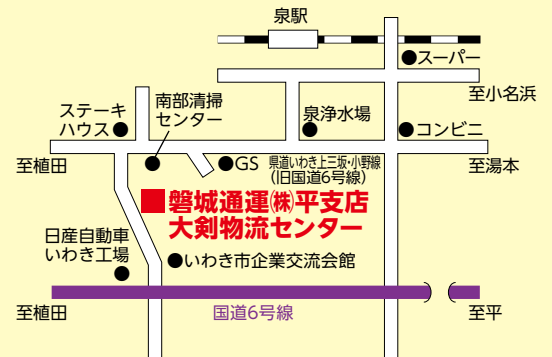 泉駅
スーパー
至小名浜
南部清掃
センター
ステーキ
ハウス
泉浄水場
コンビニ
至植田
GS
県道いわき上三坂・小野線
(旧国道6号線)
至湯本
磐城通運㈱平支店
大剣物流センター
日産自動車
いわき工場
いわき市企業交流会館
至植田
国道6号線
至平